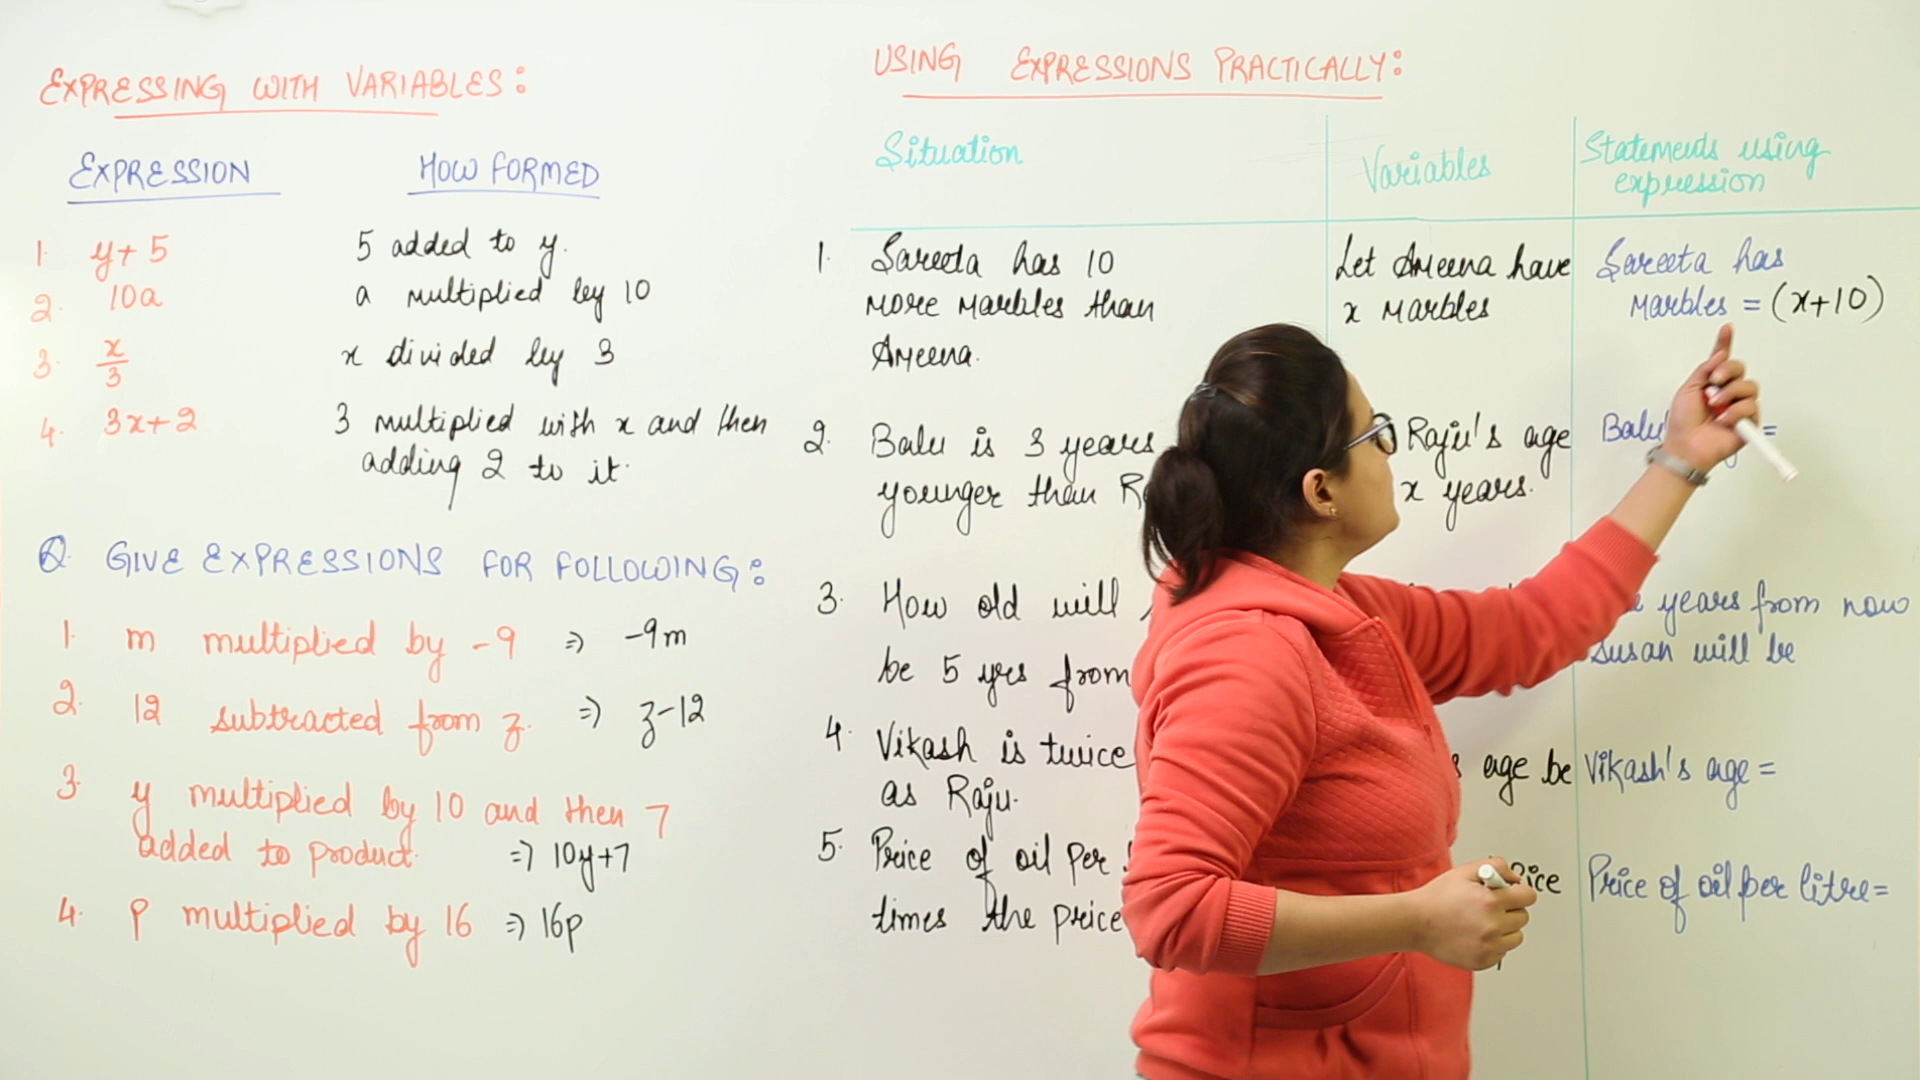 EXPRESSING WITH VARIABLES:
EXPRESSION HOW FORMED
1. y+5 5 added to y.
2. 10a a multiplied by 10
3. x/3 x divided by 3
4. 3x+2 3 multiplied with x and then
adding 2 to it.
Q. GIVE EXPRESSIONS FOR FOLLOWING:
1. m multiplied by -9 ⇒ -9m
2. 12 subtracted from z. ⇒ z-12
3. y multiplied by 10 and then 7
added to product. ⇒ 10y+7
4. p multiplied by 16 ⇒ 16p
USING EXPRESSIONS PRACTICALLY:
Situation
Variables
Statements using
expression
1. Sareeta has 10
more marbles than
Ameena.
Let Ameena have
x marbles
Sareeta has
marbles = (x+10)
2. Balu is 3 years
younger than
Raju's age
x years.
=
3. How old will
be 5 yrs from
years from now
Susan will be
4. Vikash is twice
as Raju.
age be
Vikash's age =
5. Price of oil per
times the price
Price of oil per litre=